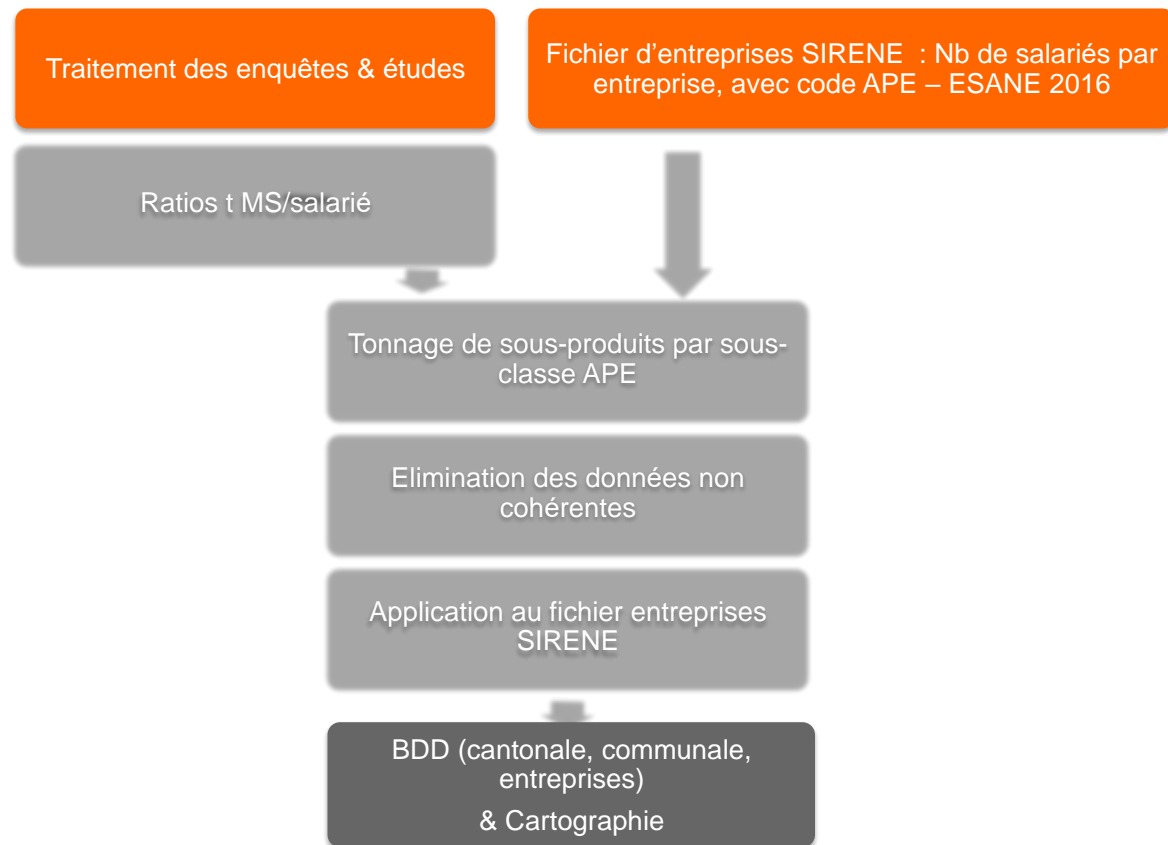 Traitement des enquêtes & études
Fichier d’entreprises SIRENE : Nb de salariés par
entreprise, avec code APE – ESANE 2016
Ratios t MS/salarié
Tonnage de sous-produits par sous-
classe APE
Elimination des données non
cohérentes
Application au fichier entreprises
SIRENE
BDD (cantonale, communale,
entreprises)
& Cartographie